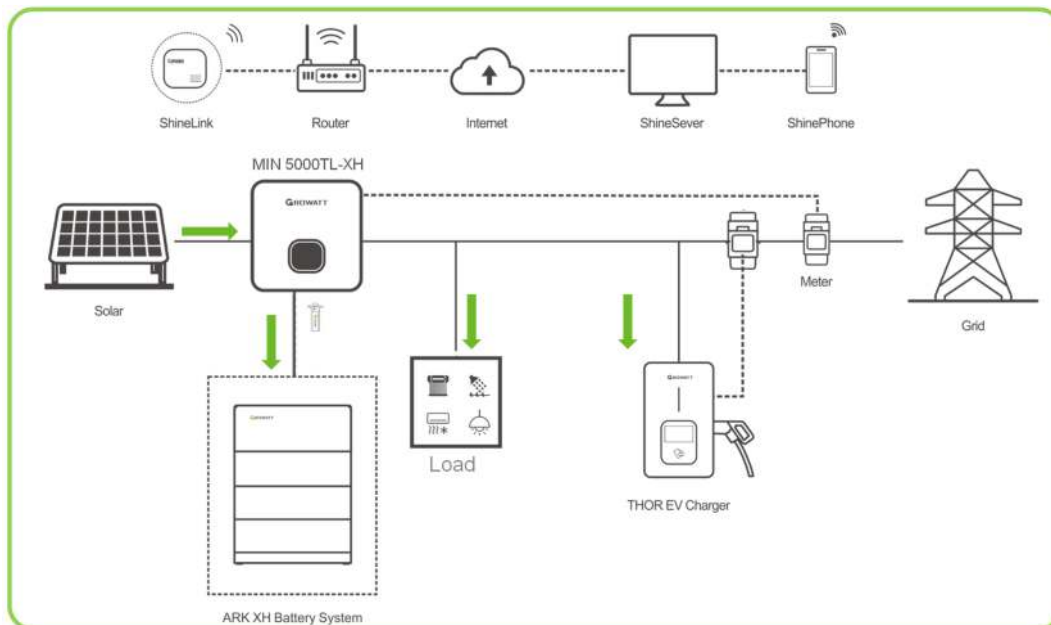 ShineLink
Router
Internet
ShineSever
ShinePhone
MIN 5000TL-XH
GROWATT
Solar
Meter
Grid
GROWATT
Load
GROWATT
THOR EV Charger
ARK XH Battery System